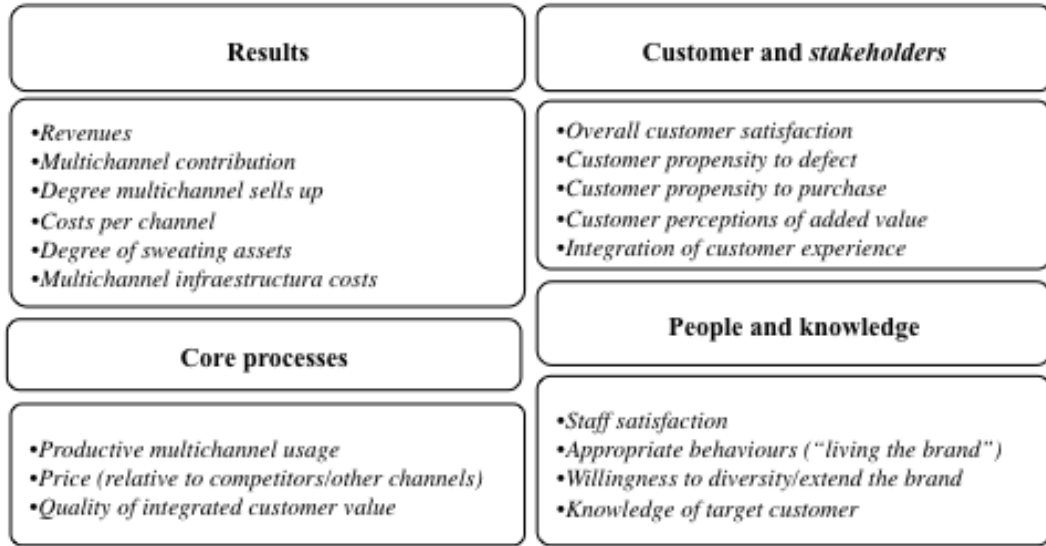 Results
•Revenues
•Multichannel contribution
•Degree multichannel sells up
•Costs per channel
•Degree of sweating assets
•Multichannel infraestructura costs
Customer and stakeholders
•Overall customer satisfaction
•Customer propensity to defect
•Customer propensity to purchase
•Customer perceptions of added value
•Integration of customer experience
Core processes
•Productive multichannel usage
•Price (relative to competitors/other channels)
•Quality of integrated customer value
People and knowledge
•Staff satisfaction
•Appropriate behaviours (“living the brand”)
•Willingness to diversity/extend the brand
•Knowledge of target customer